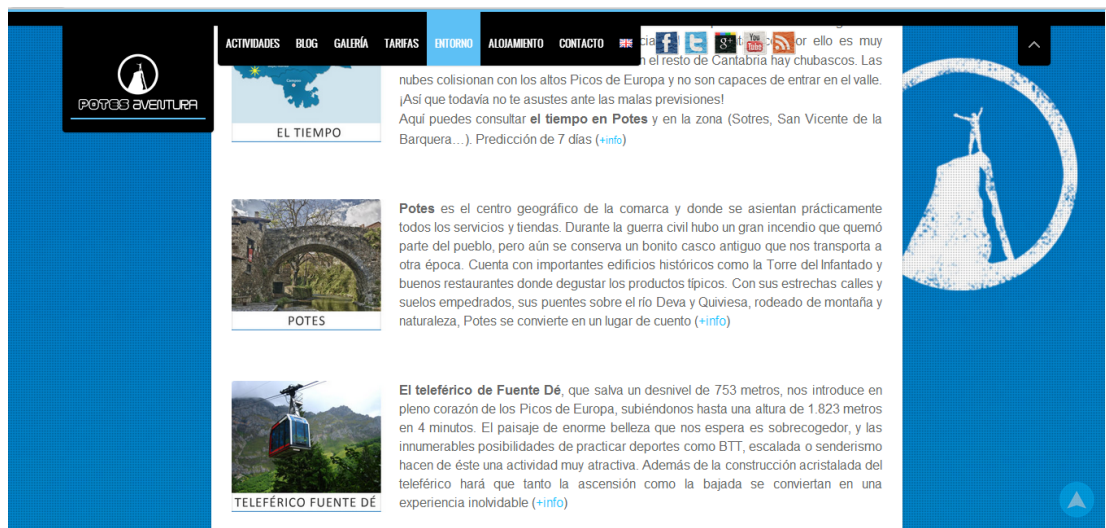 ACTIVIDADES BLOG GALERÍA TARIFAS ENTORNO ALOJAMIENTO CONTACTO
POTES AVENTURA
or ello es muy
el resto de Cantabria hay chubascos. Las
nubes colisionan con los altos Picos de Europa y no son capaces de entrar en el valle.
¡Así que todavía no te asustes ante las malas previsiones!
Aquí puedes consultar el tiempo en Potes y en la zona (Sotres, San Vicente de la
Barquera…). Predicción de 7 días (+info)
EL TIEMPO
Potes es el centro geográfico de la comarca y donde se asientan prácticamente
todos los servicios y tiendas. Durante la guerra civil hubo un gran incendio que quemó
parte del pueblo, pero aún se conserva un bonito casco antiguo que nos transporta a
otra época. Cuenta con importantes edificios históricos como la Torre del Infantado y
buenos restaurantes donde degustar los productos típicos. Con sus estrechas calles y
suelos empedrados, sus puentes sobre el río Deva y Quiviesa, rodeado de montaña y
naturaleza, Potes se convierte en un lugar de cuento (+info)
POTES
El teleférico de Fuente Dé, que salva un desnivel de 753 metros, nos introduce en
pleno corazón de los Picos de Europa, subiéndonos hasta una altura de 1.823 metros
en 4 minutos. El paisaje de enorme belleza que nos espera es sobrecogedor, y las
innumerables posibilidades de practicar deportes como BTT, escalada o senderismo
hacen de éste una actividad muy atractiva. Además de la construcción acristalada del
teleférico hará que tanto la ascensión como la bajada se conviertan en una
experiencia inolvidable (+info)
TELEFÉRICO FUENTE DÉ